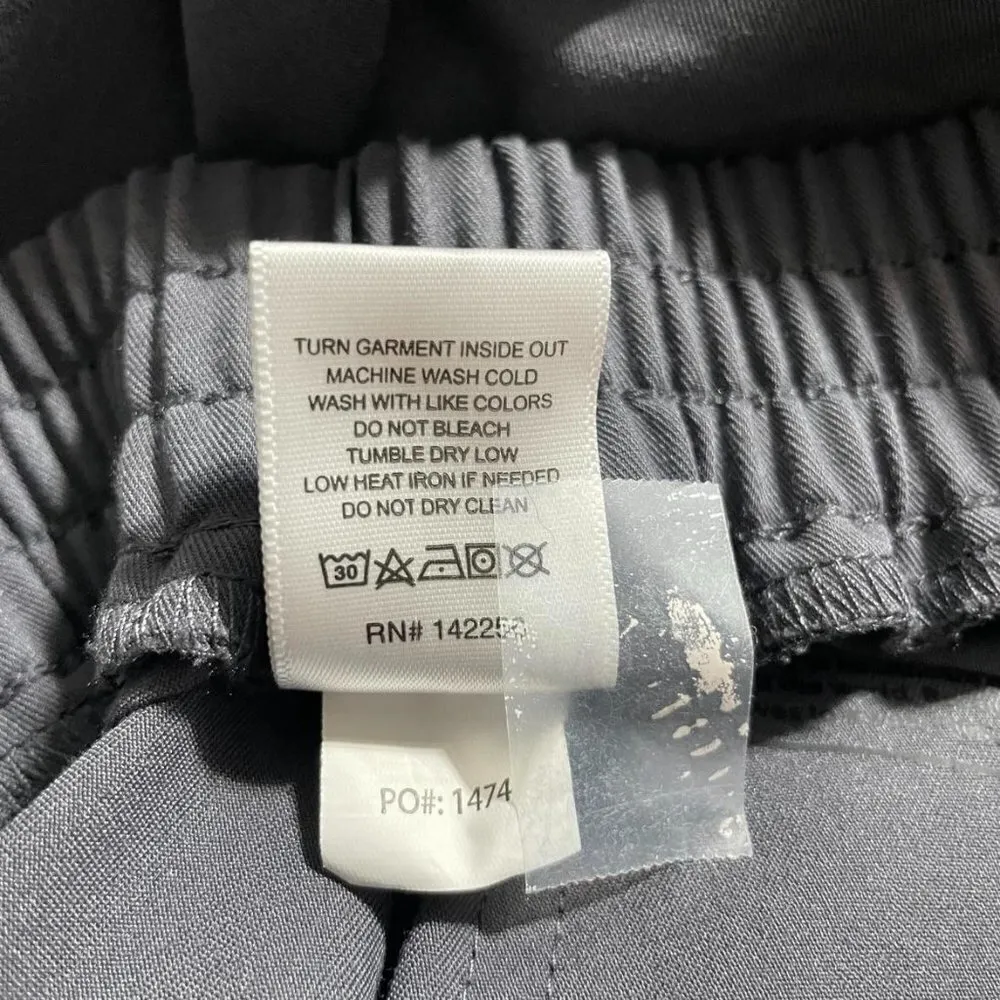 TURN GARMENT INSIDE OUT
MACHINE WASH COLD
WASH WITH LIKE COLORS
DO NOT BLEACH
TUMBLE DRY LOW
LOW HEAT IRON IF NEEDED
DO NOT DRY CLEAN
30
RN#
PO#: 1474